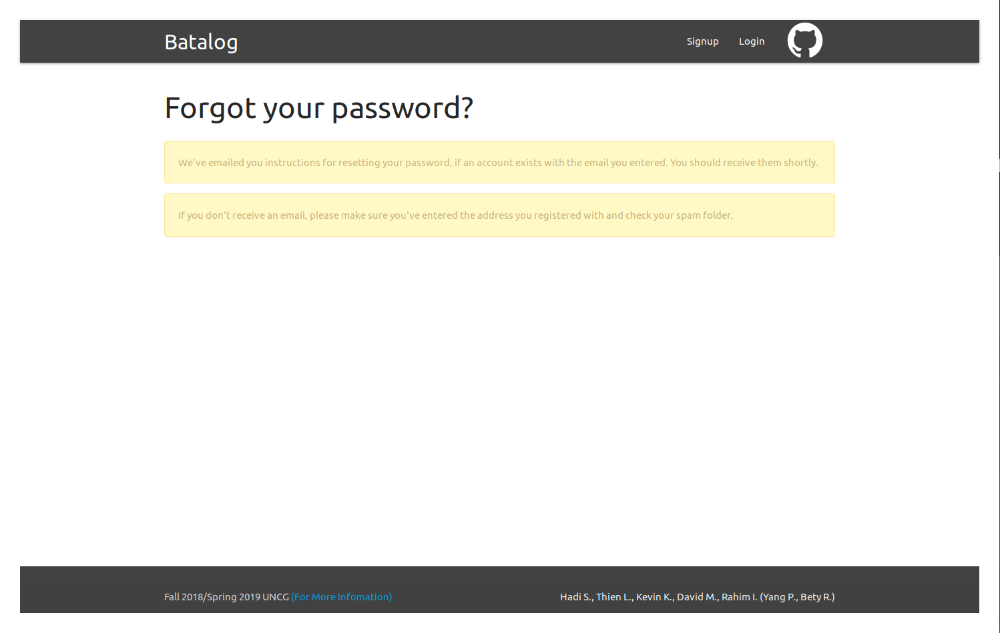 Batalog
Signup
Login
Forgot your password?
We've emailed you instructions for resetting your password, if an account exists with the email you entered. You should receive them shortly.
If you don't receive an email, please make sure you've entered the address you registered with and check your spam folder.
Fall 2018/Spring 2019 UNCG (For More Infomation)
Hadi S., Thien L., Kevin K., David M., Rahim I. (Yang P., Bety R.)